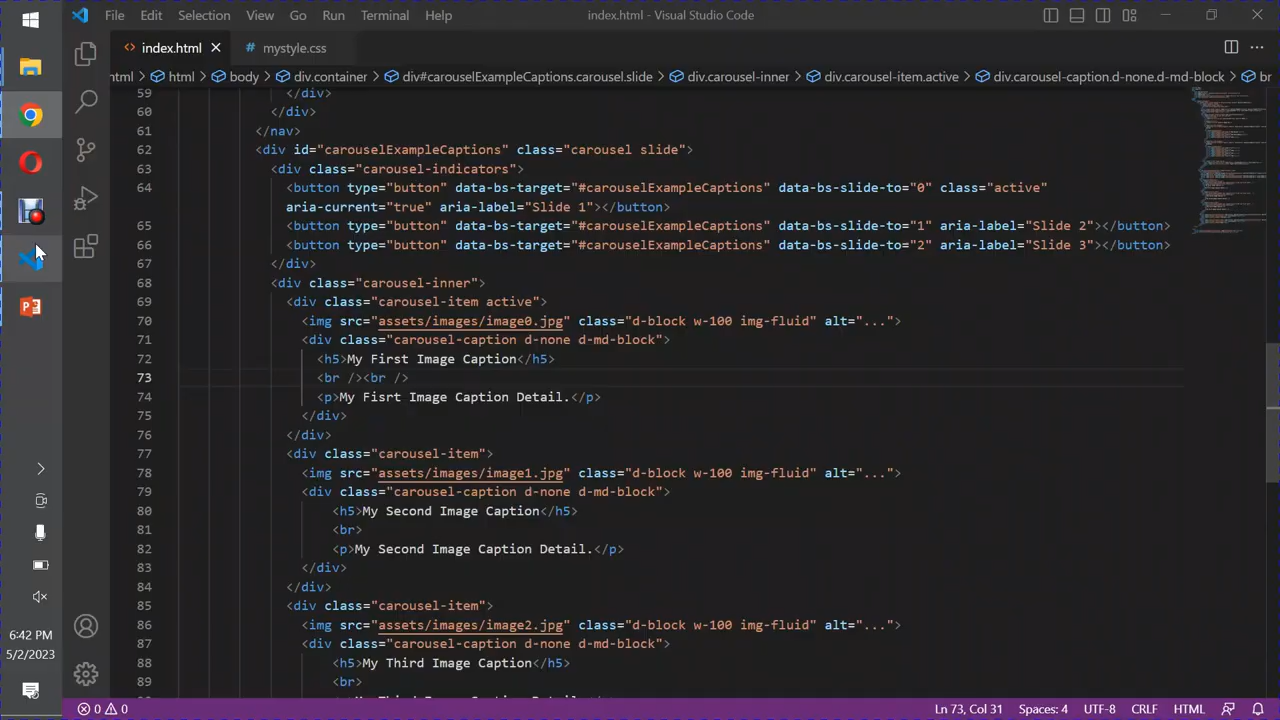 File Edit Selection View Go Run Terminal Help index.html - Visual Studio Code
index.html mystyle.css
html html body div.container div#carouselExampleCaptions.carousel.slide div.carousel-inner div.carousel-item.active div.carousel-caption.d-none.d-md-block br
59 </div>
60 </div>
61 </nav>
62 <div id="carouselExampleCaptions" class="carousel slide">
63 <div class="carousel-indicators
64 <button type="button" data-bs-target="#carouselExampleCaptions" data-bs-slide-to="0" class="active"
aria-current="true" aria-label="Slide 1"></button>
65 <button type="button" data-bs-target="#carouselExampleCaptions" data-bs-slide-to="1" aria-label="Slide 2"></button>
66 <button type="button" data-bs-target="#carouselExampleCaptions" data-bs-slide-to="2" aria-label="Slide 3"></button>
67 </div>
68 <div class="carousel-inner">
69 <div class="carousel-item active">
70 <img src="assets/images/image0.jpg" class="d-block w-100 img-fluid" alt="...">
71 <div class="carousel-caption d-none d-md-block">
72 <h5>My First Image Caption</h5>
73 <br /><br />
74 <p>My Fisrt Image Caption Detail.</p>
75 </div>
76 </div>
77 <div class="carousel-item">
78 <img src="assets/images/image1.jpg" class="d-block w-100 img-fluid" alt="...">
79 <div class="carousel-caption d-none d-md-block">
80 <h5>My Second Image Caption</h5>
81 <br>
82 <p>My Second Image Caption Detail.</p>
83 </div>
84 </div>
85 <div class="carousel-item">
86 <img src="assets/images/image2.jpg" class="d-block w-100 img-fluid" alt="...">
87 <div class="carousel-caption d-none d-md-block">
88 <h5>My Third Image Caption</h5>
89 <br>
6:42 PM
5/2/2023
0 0 Ln 73, Col 31 Spaces: 4 UTF-8 CRLF HTML